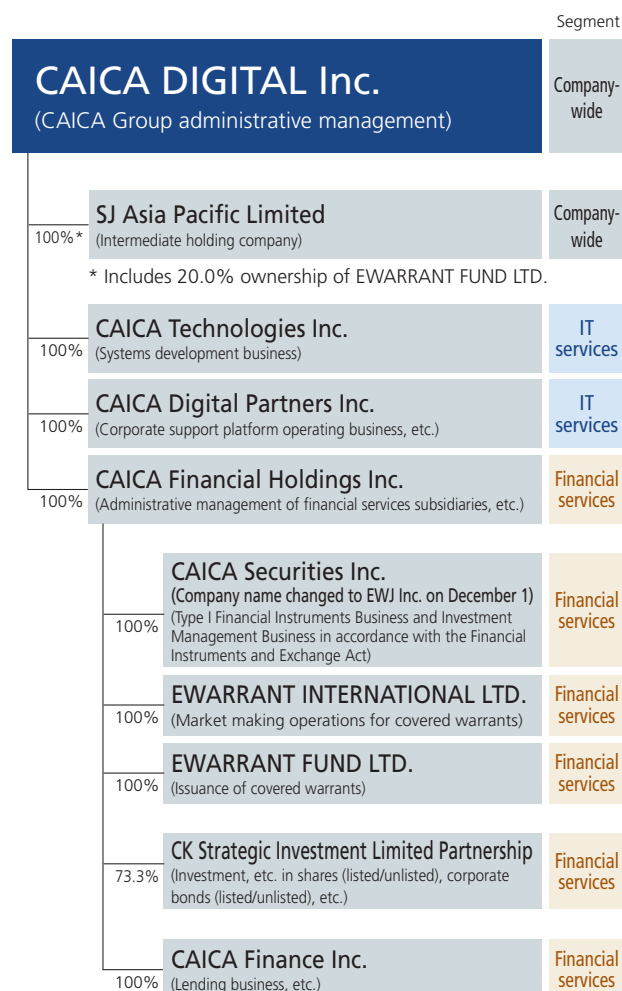 Segment
CAICA DIGITAL Inc.
(CAICA Group administrative management)
Company-
wide
SJ Asia Pacific Limited
(Intermediate holding company)
100%*
Company-
wide
* Includes 20.0% ownership of EWARRANT FUND LTD.
CAICA Technologies Inc.
(Systems development business)
100%
IT
services
CAICA Digital Partners Inc.
(Corporate support platform operating business, etc.)
100%
IT
services
CAICA Financial Holdings Inc.
(Administrative management of financial services subsidiaries, etc.)
100%
Financial
services
CAICA Securities Inc.
(Company name changed to EWJ Inc. on December 1)
(Type I Financial Instruments Business and Investment
Management Business in accordance with the Financial
Instruments and Exchange Act)
100%
Financial
services
EWARRANT INTERNATIONAL LTD.
(Market making operations for covered warrants)
100%
Financial
services
EWARRANT FUND LTD.
(Issuance of covered warrants)
100%
Financial
services
CK Strategic Investment Limited Partnership
(Investment, etc. in shares (listed/unlisted), corporate
bonds (listed/unlisted), etc.)
73.3%
Financial
services
CAICA Finance Inc.
(Lending business, etc.)
100%
Financial
services